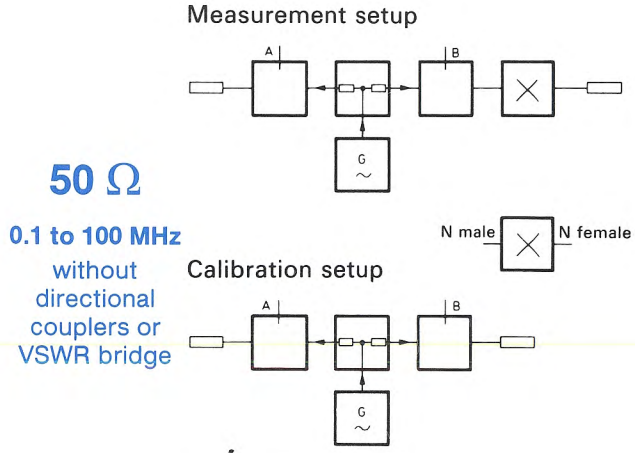 Measurement setup
A
B
G
50 Ω
0.1 to 100 MHz
without
directional
couplers or
VSWR bridge
N male
N female
Calibration setup
A
B
G